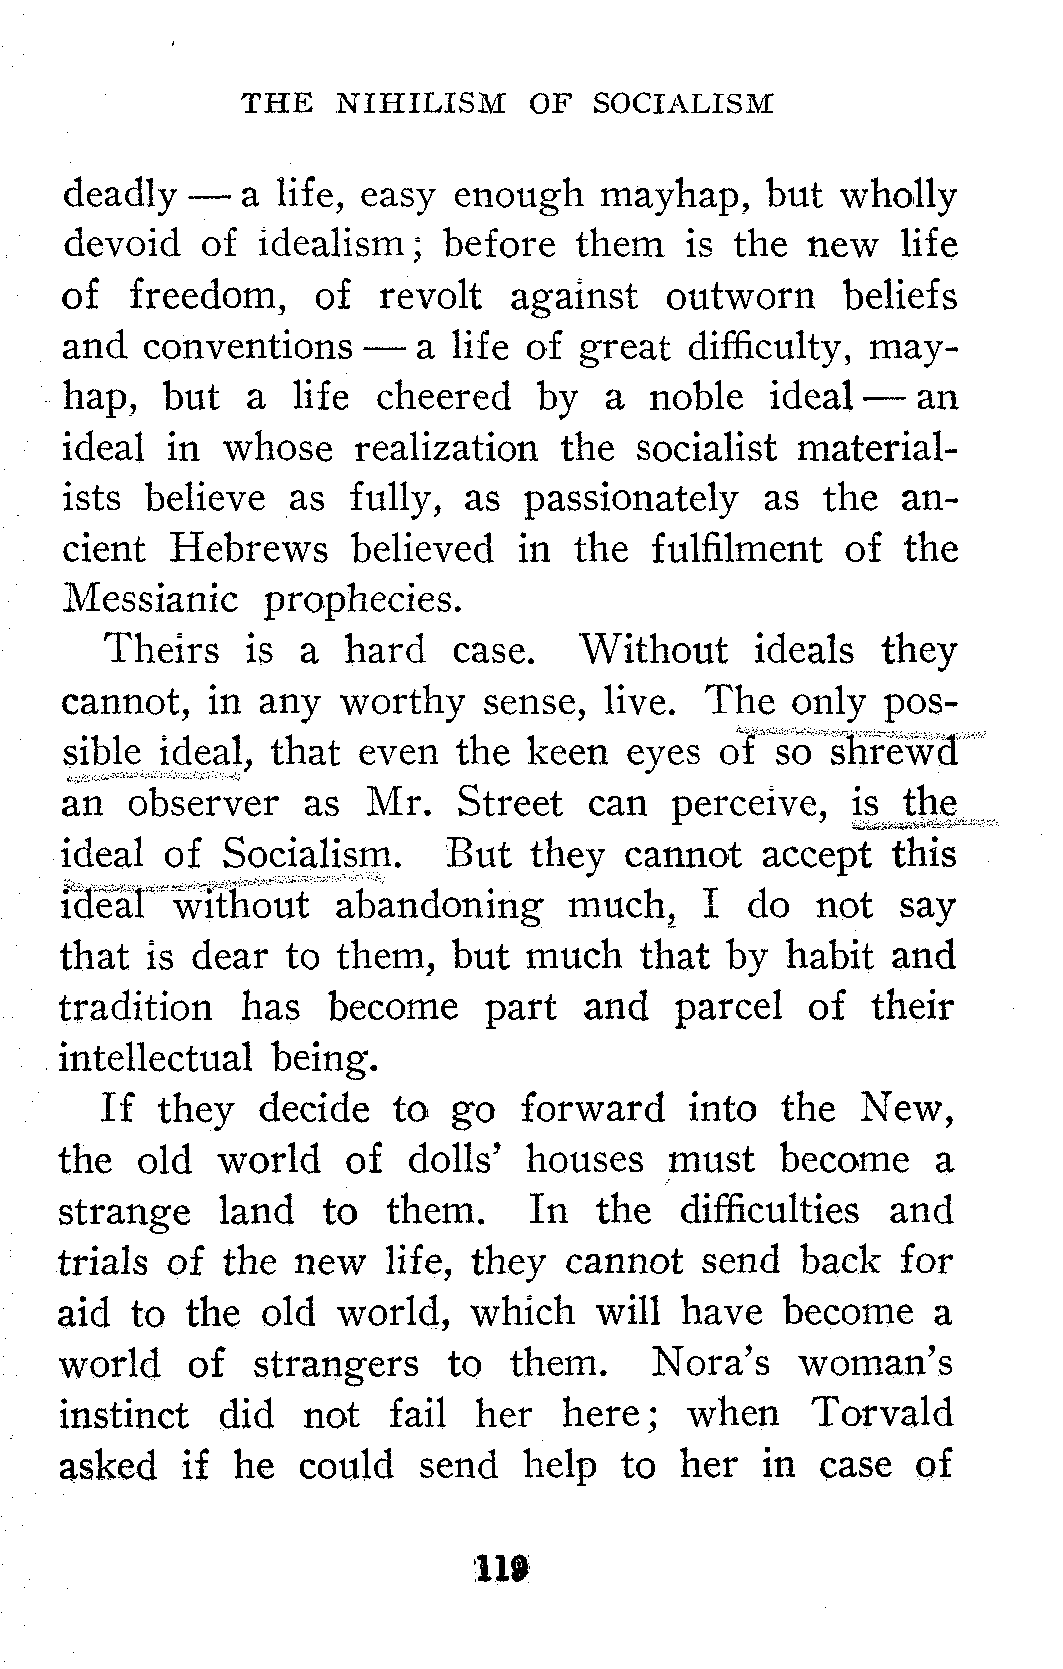 THE NIHILISM OF SOCIALISM
deadly — a life, easy enough mayhap, but wholly
devoid of idealism; before them is the new life
of freedom, of revolt against outworn beliefs
and conventions — a life of great difficulty, may-
hap, but a life cheered by a noble ideal — an
ideal in whose realization the socialist material-
ists believe as fully, as passionately as the an-
cient Hebrews believed in the fulfilment of the
Messianic prophecies.
Theirs is a hard case. Without ideals they
cannot, in any worthy sense, live. The only pos-
sible ideal, that even the keen eyes of so shrewd
an observer as Mr. Street can perceive, is the
ideal of Socialism. But they cannot accept this
ideal without abandoning much, I do not say
that is dear to them, but much that by habit and
tradition has become part and parcel of their
intellectual being.
If they decide to go forward into the New,
the old world of dolls' houses must become a
strange land to them. In the difficulties and
trials of the new life, they cannot send back for
aid to the old world, which will have become a
world of strangers to them. Nora's woman's
instinct did not fail her here; when Torvald
asked if he could send help to her in case of
119